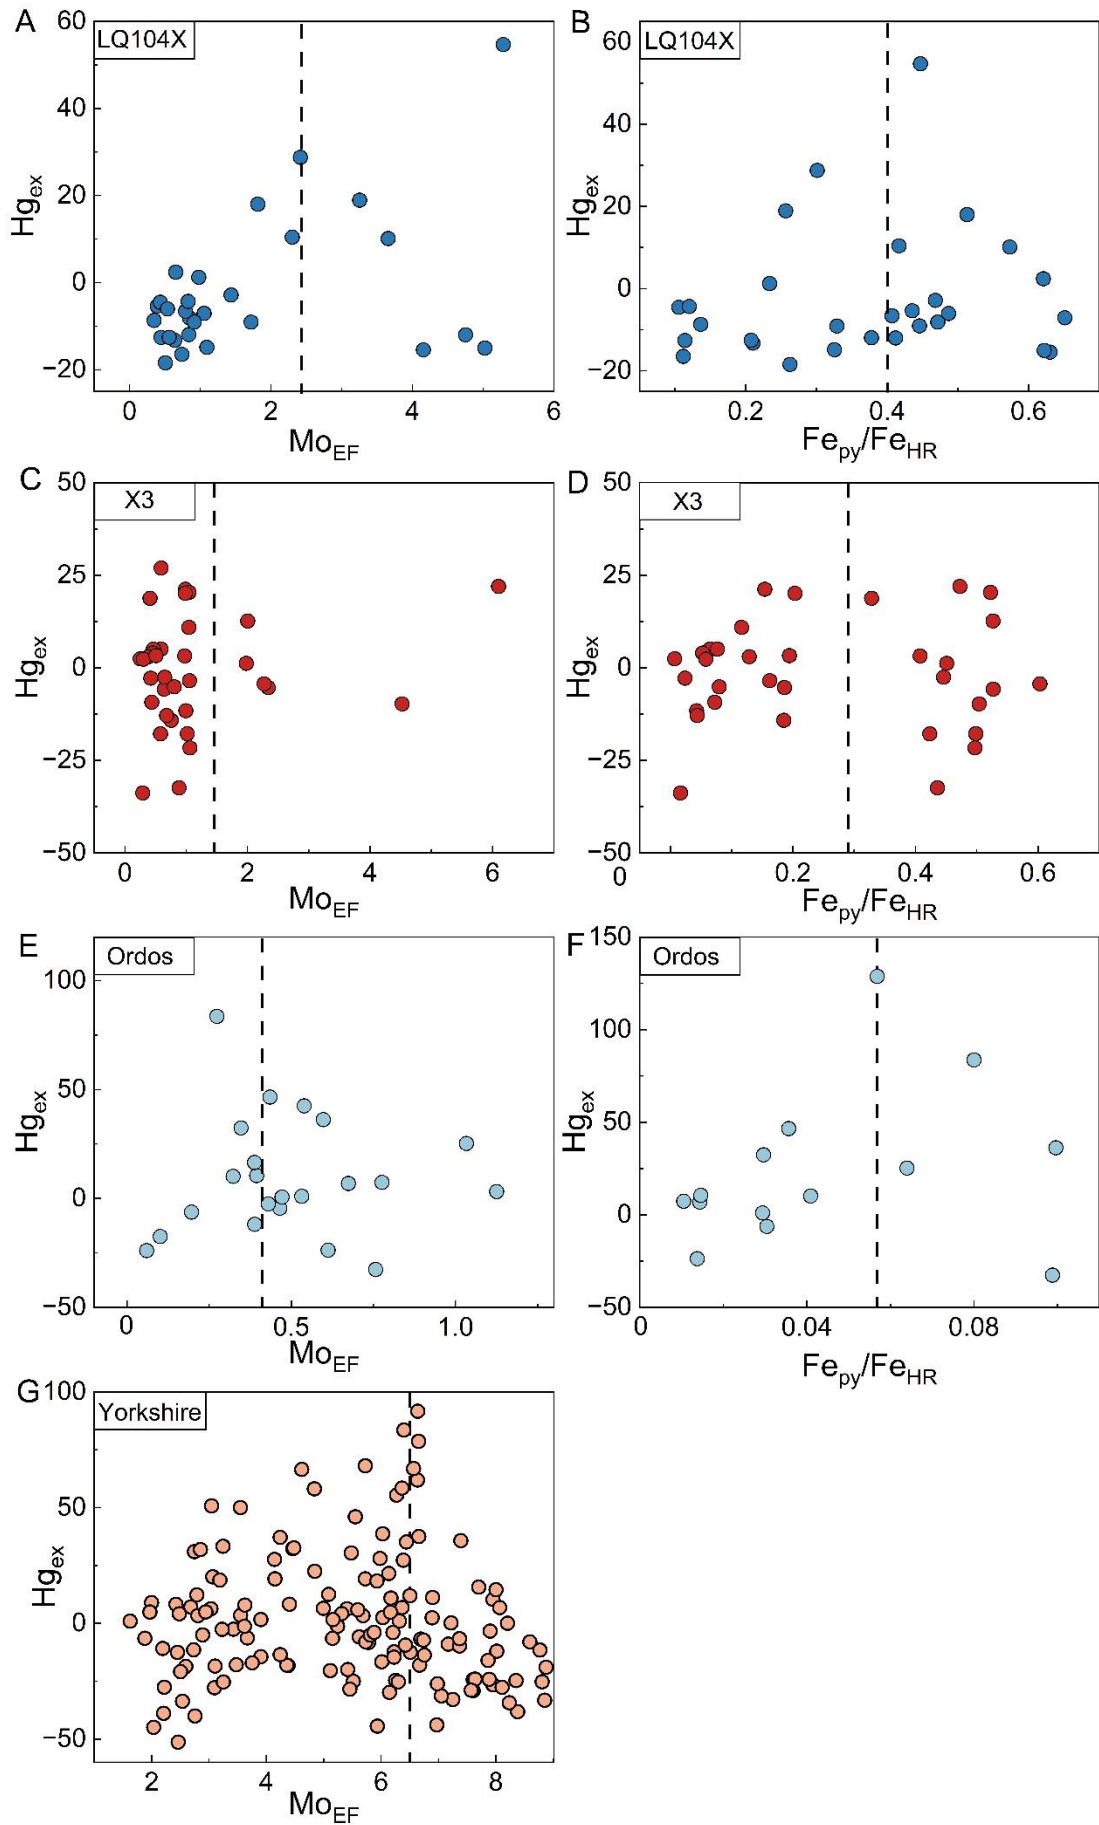 A
LQ104X
60
40
20
0
−20
Hgex
0
2
4
6
MoEF
B
LQ104X
60
40
20
0
−20
Hgex
0.2
0.4
0.6
Fepy/FeHR
C
X3
50
25
0
−25
−50
Hgex
0
2
4
6
MoEF
D
X3
50
25
0
−25
−50
Hgex
0
0.2
0.4
0.6
Fepy/FeHR
E
Ordos
100
50
0
−50
Hgex
0
0.5
1.0
MoEF
F
Ordos
150
100
50
0
−50
Hgex
0
0.04
0.08
Fepy/FeHR
G
Yorkshire
100
50
0
−50
Hgex
2
4
6
8
MoEF